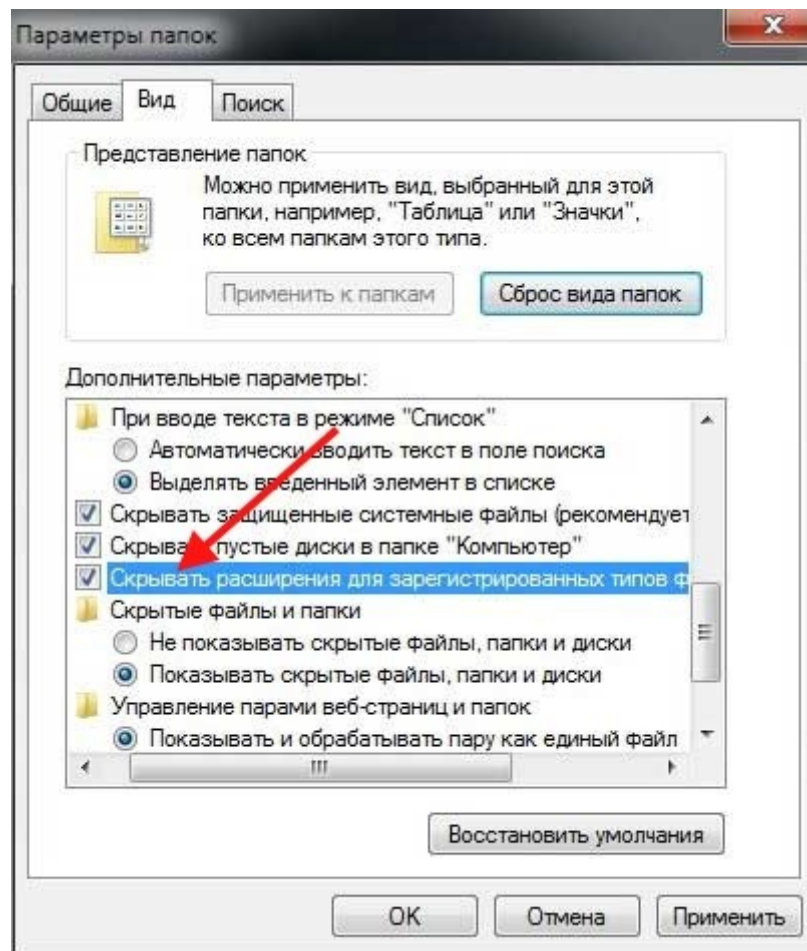 Параметры папок
Общие
Вид
Поиск
Представление папок
Можно применить вид, выбранный для этой
папки, например, "Таблица" или "Значки",
ко всем папкам этого типа.
Применить к папкам
Сброс вида папок
Дополнительные параметры:
При вводе текста в режиме "Список"
Автоматически вводить текст в поле поиска
Выделять введенный элемент в списке
Скрывать защищенные системные файлы (рекомендует
Скрывать пустые диски в папке "Компьютер"
Скрывать расширения для зарегистрированных типов ф
Скрытые файлы и папки
Не показывать скрытые файлы, папки и диски
Показывать скрытые файлы, папки и диски
Управление парами веб-страниц и папок
Показывать и обрабатывать пару как единый файл
Восстановить умолчания
ОК
Отмена
Применить